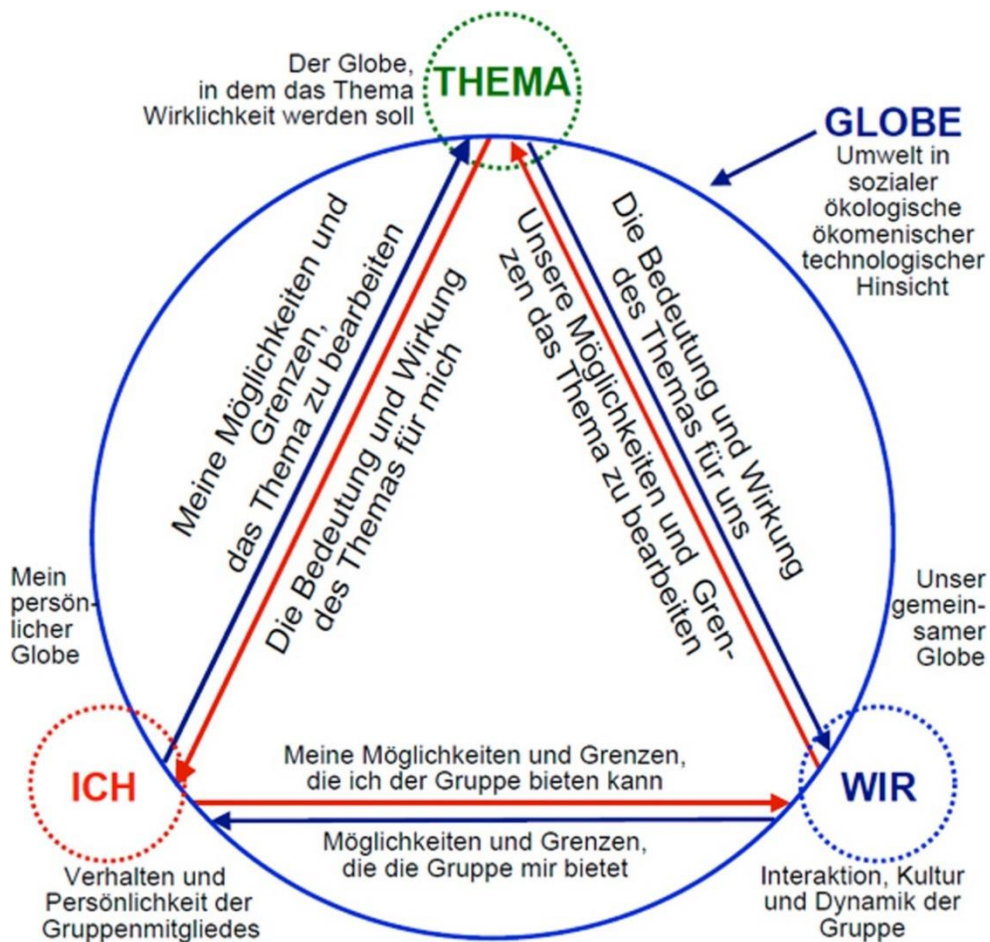 Der Globe,
in dem das Thema
Wirklichkeit werden soll
THEMA
GLOBE
Umwelt in
sozialer
ökologische
ökomenischer
technologischer
Hinsicht
Meine Möglichkeiten und
Grenzen,
das Thema zu bearbeiten
Die Bedeutung und Wirkung
des Themas für mich
Unsere Möglichkeiten und Gren-
zen das Thema zu bearbeiten
Die Bedeutung und Wirkung
des Themas für uns
Mein
persön-
licher
Globe
Unser
gemein-
samer
Globe
ICH
Meine Möglichkeiten und Grenzen,
die ich der Gruppe bieten kann
Möglichkeiten und Grenzen,
die die Gruppe mir bietet
WIR
Verhalten und
Persönlichkeit der
Gruppenmitgliedes
Interaktion, Kultur
und Dynamik der
Gruppe